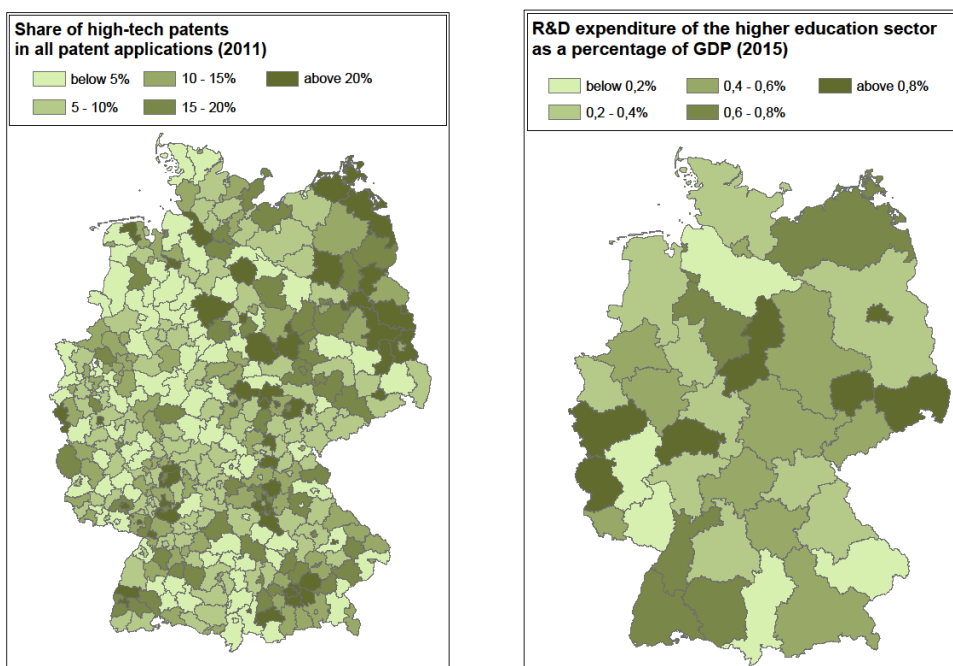 Share of high-tech patents
in all patent applications (2011)
below 5%
10 - 15%
above 20%
5 - 10%
15 - 20%
R&D expenditure of the higher education sector
as a percentage of GDP (2015)
below 0,2%
0,4 - 0,6%
above 0,8%
0,2 - 0,4%
0,6 - 0,8%